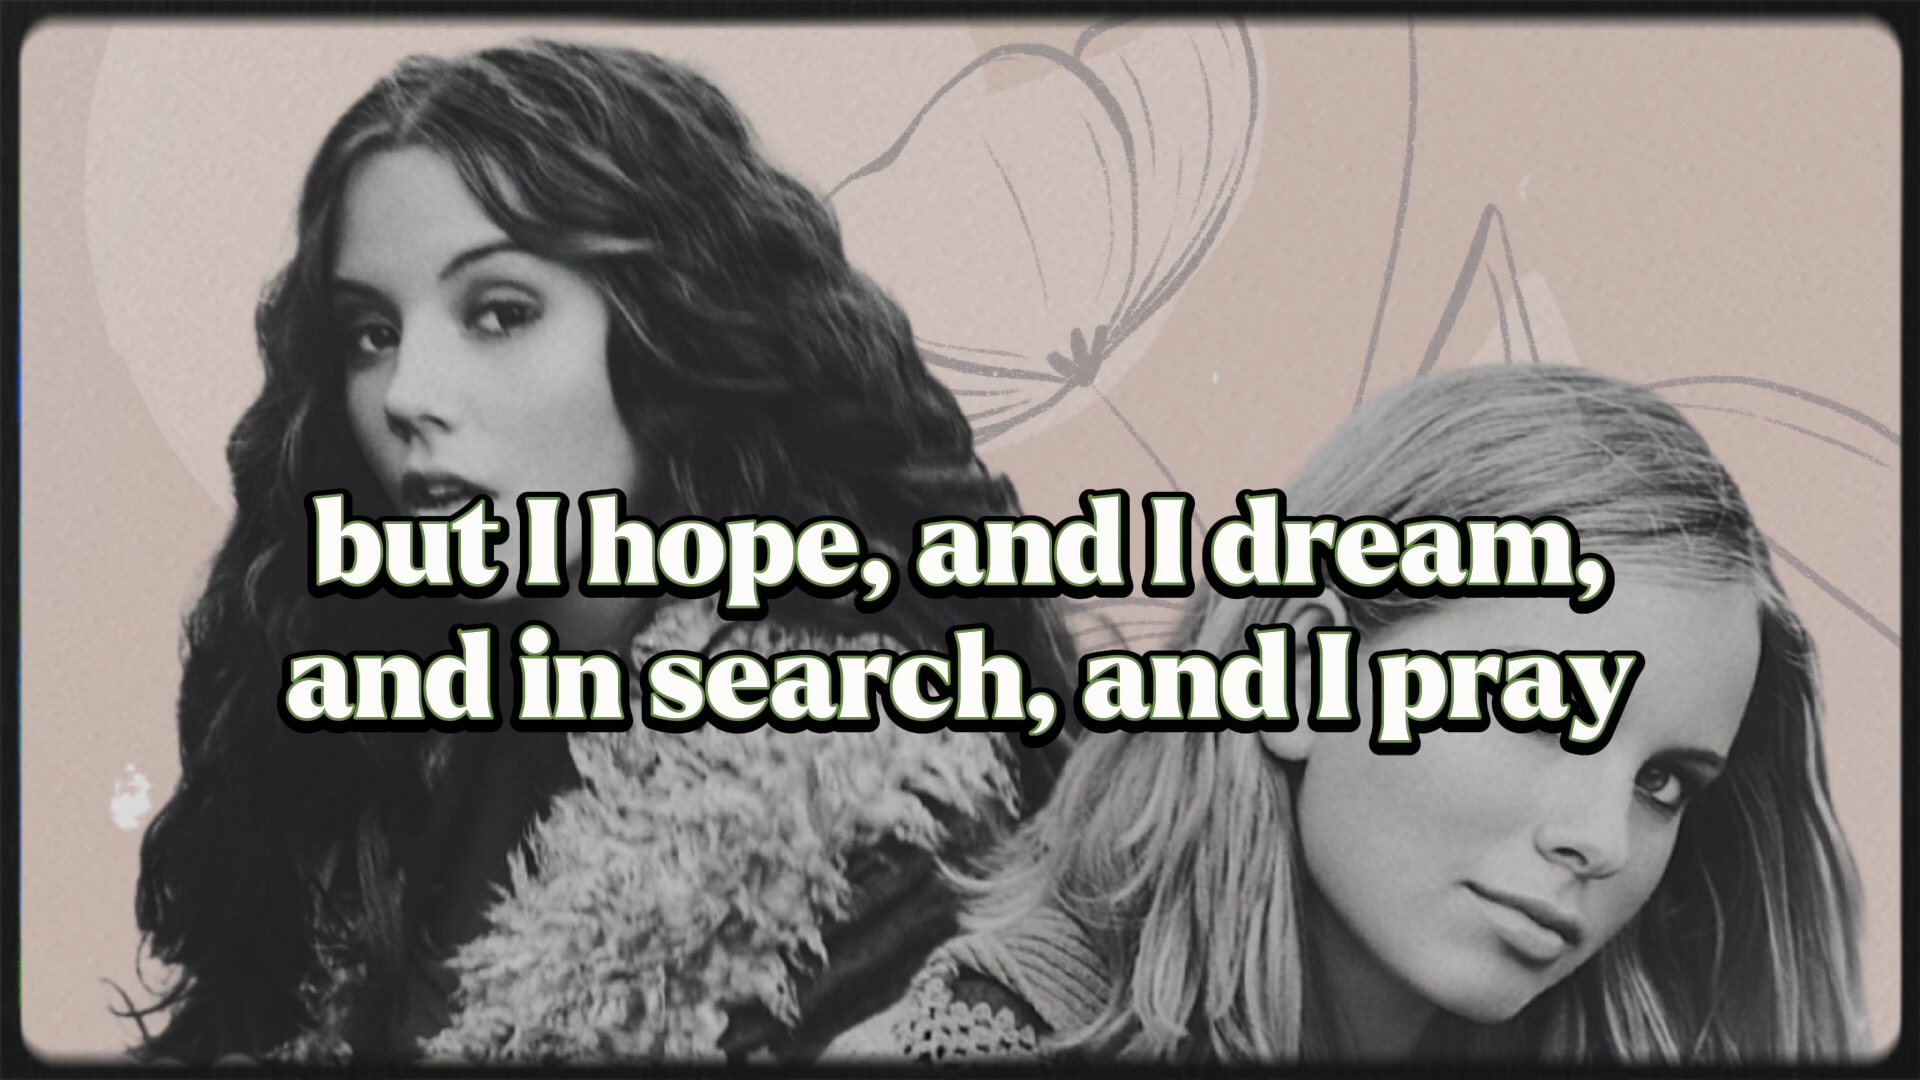 but I hope, and I dream,
and in search, and I pray